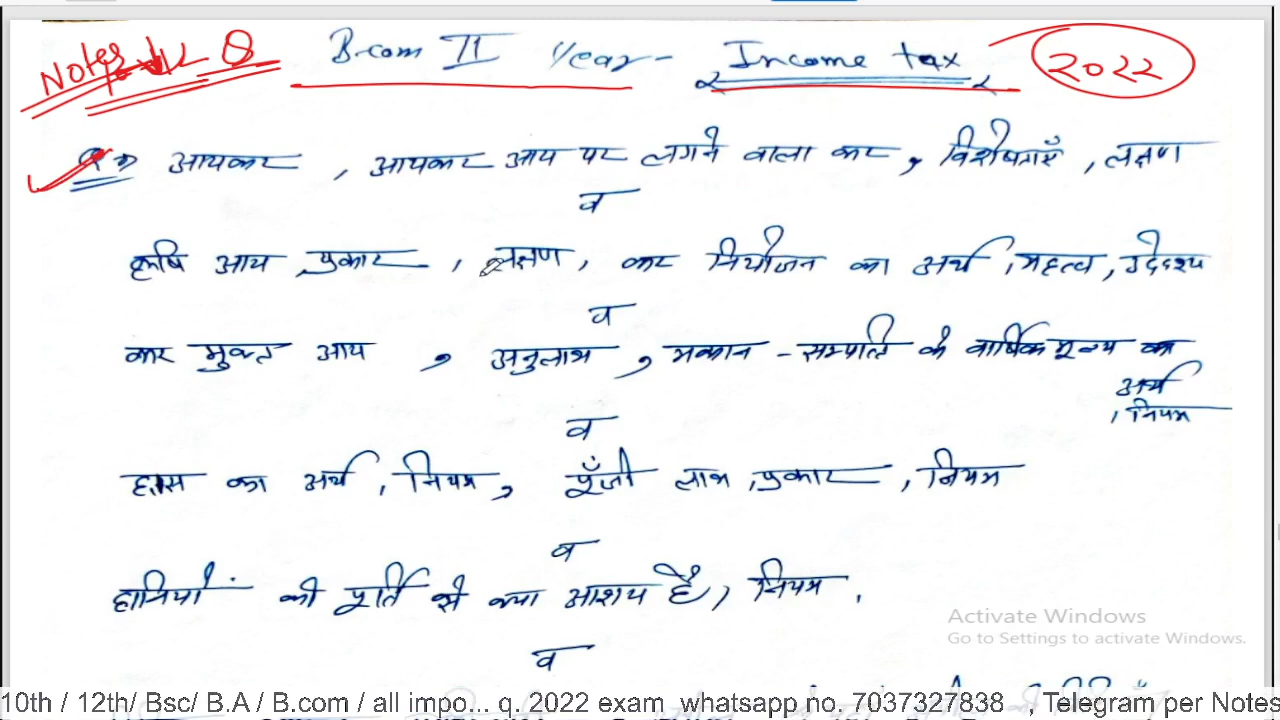 Notes Q B.com II Year - Income tax 2022
Q⇒ आयकर , आयकर आय पर लगने वाला कर , विशेषताएँ , लक्षण
व
कृषि आय प्रकार , लक्षण , कर नियोजन का अर्थ , महत्व , उद्देश्य
व
कर मुक्त आय , अनुलाभ , मकान - सम्पत्ति के वार्षिक मूल्य का
अर्थ
, नियम
व
हास का अर्थ , नियम , पूँजी लाभ , प्रकार , नियम
व
हानियों की पूर्ति से क्या आशय है , नियम .
व
Activate Windows
Go to Settings to activate Windows.
10th / 12th/ Bsc/ B.A / B.com / all impo... q. 2022 exam whatsapp no. 7037327838 , Telegram per Notes